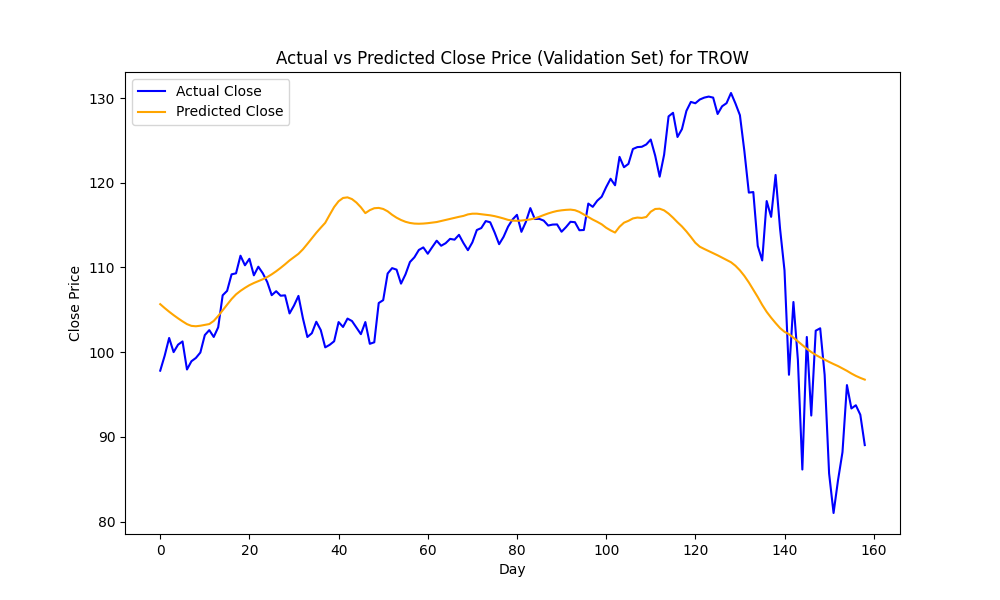 Actual vs Predicted Close Price (Validation Set) for TROW
Actual Close
Predicted Close
Close Price
130
120
110
100
90
80
0 20 40 60 80 100 120 140 160
Day